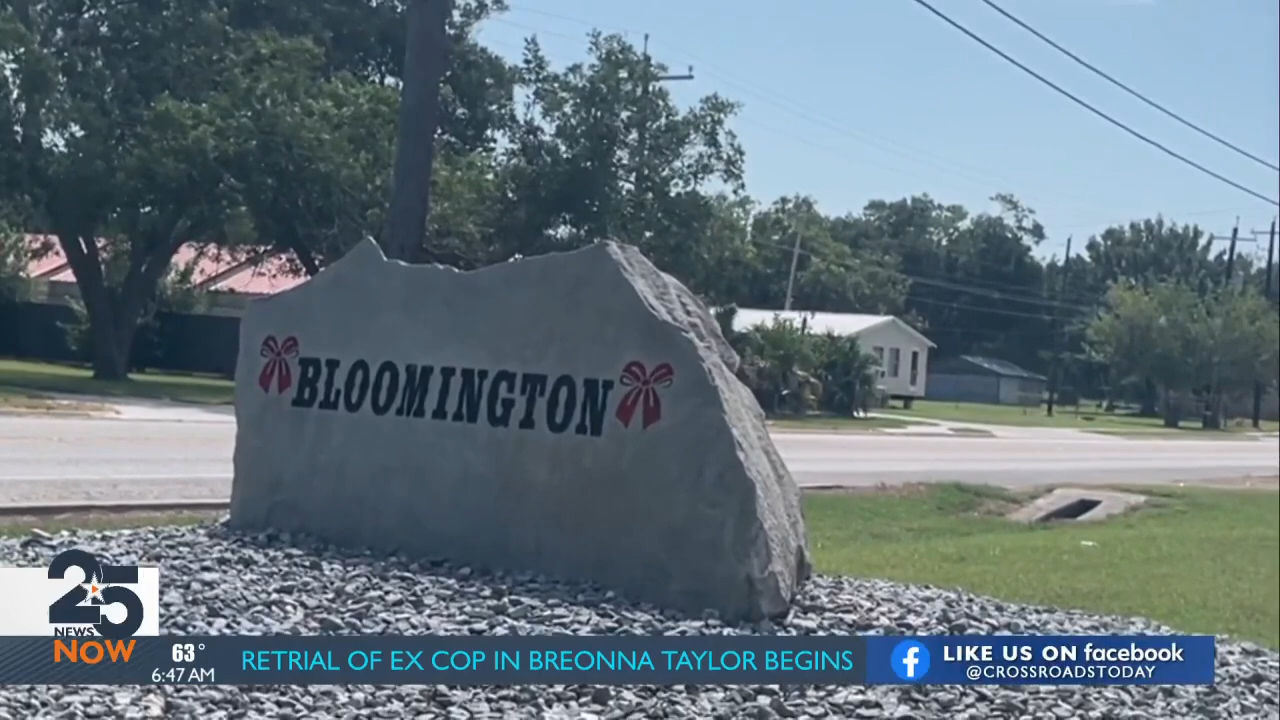 BLOOMINGTON
25
NEWS
NOW
63°
6:47 AM
RETRIAL OF EX COP IN BREONNA TAYLOR BEGINS
LIKE US ON facebook
@CROSSROADSTODAY